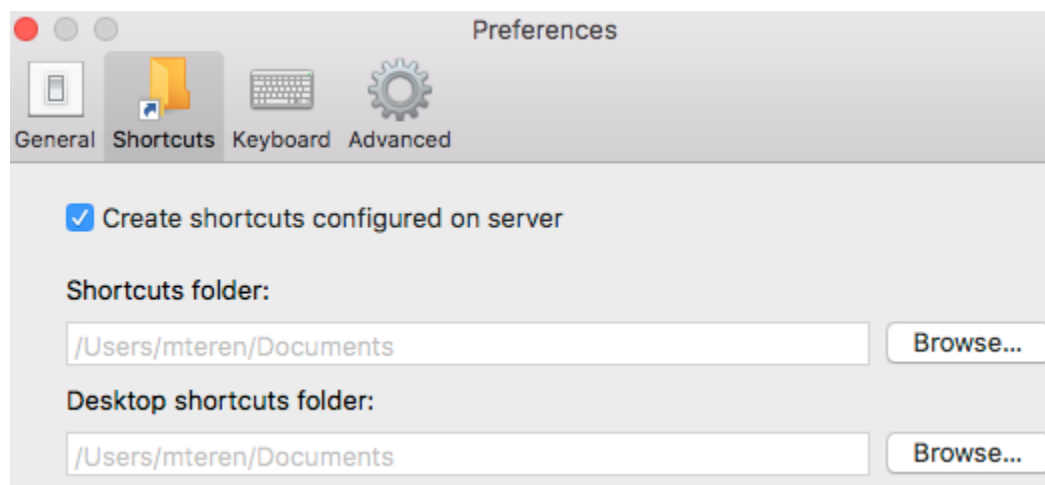 Preferences
General Shortcuts Keyboard Advanced
Create shortcuts configured on server
Shortcuts folder:
/Users/mteren/Documents Browse...
Desktop shortcuts folder:
/Users/mteren/Documents Browse...